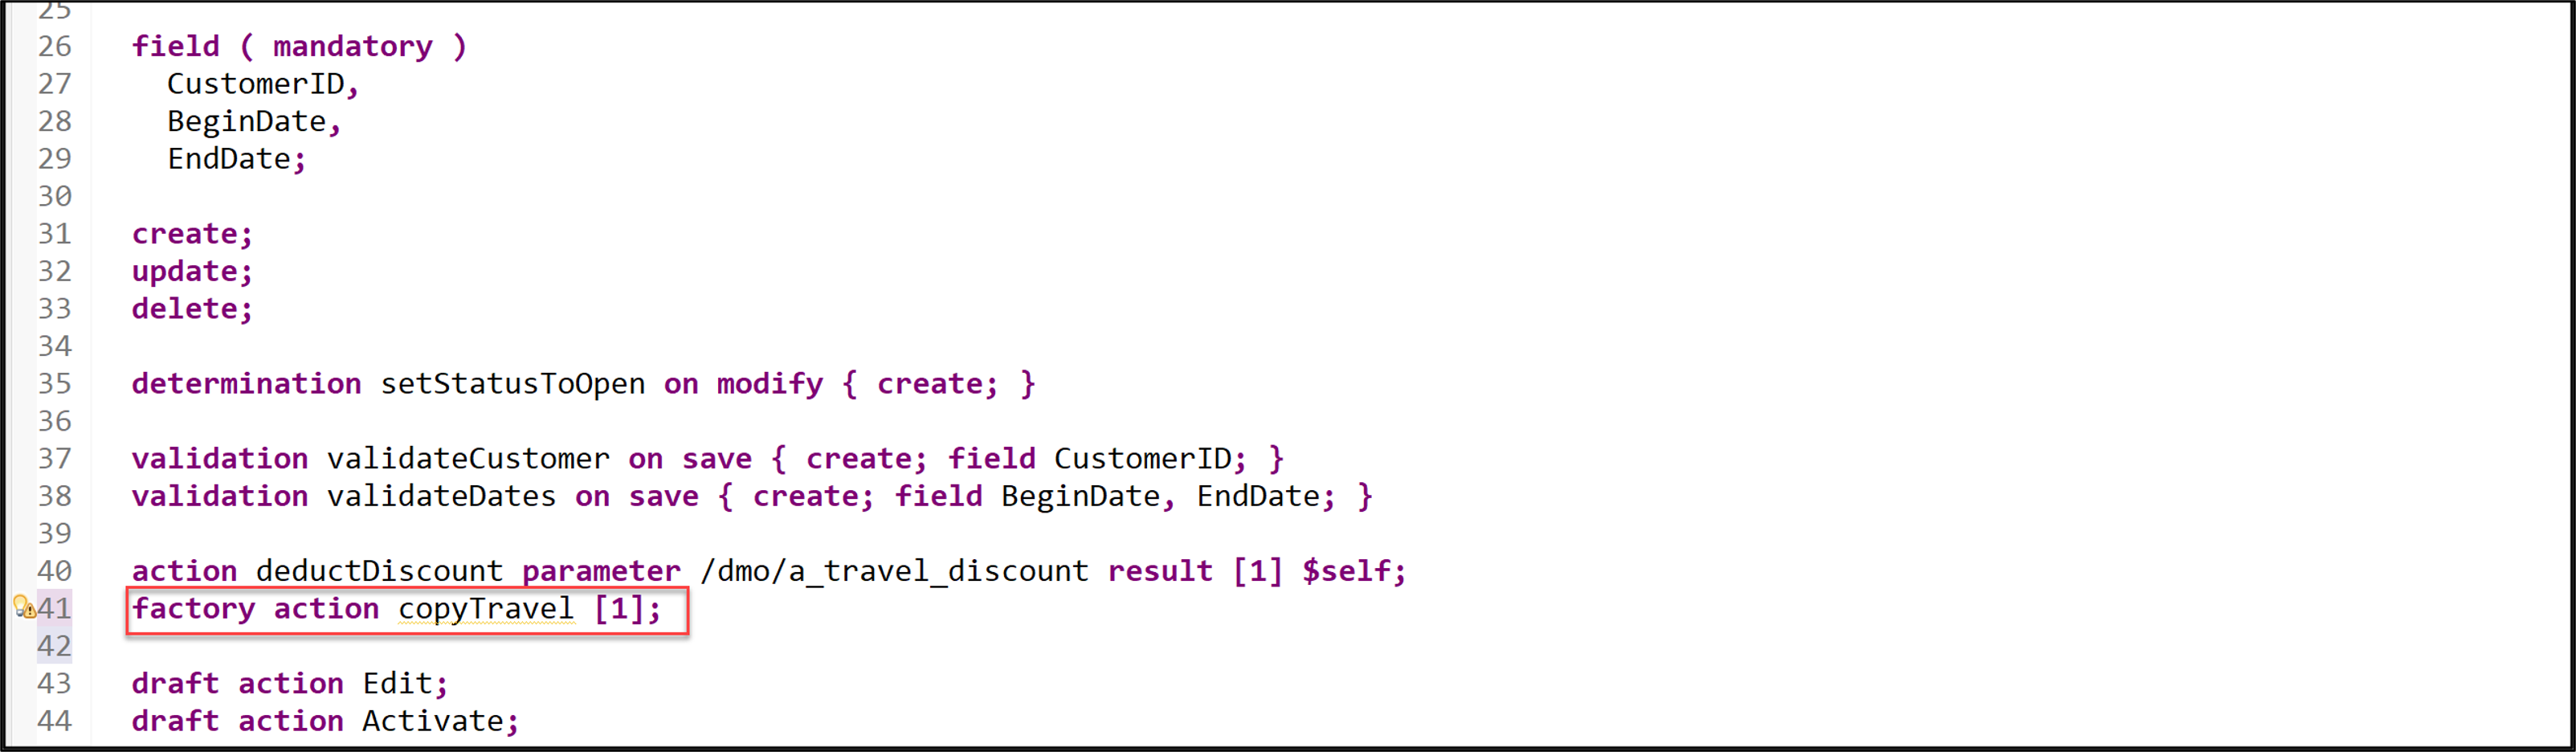 25
26 field ( mandatory )
27 CustomerID,
28 BeginDate,
29 EndDate;
30
31 create;
32 update;
33 delete;
34
35 determination setStatusToOpen on modify { create; }
36
37 validation validateCustomer on save { create; field CustomerID; }
38 validation validateDates on save { create; field BeginDate, EndDate; }
39
40 action deductDiscount parameter /dmo/a_travel_discount result [1] $self;
41 factory action copyTravel [1];
42
43 draft action Edit;
44 draft action Activate;